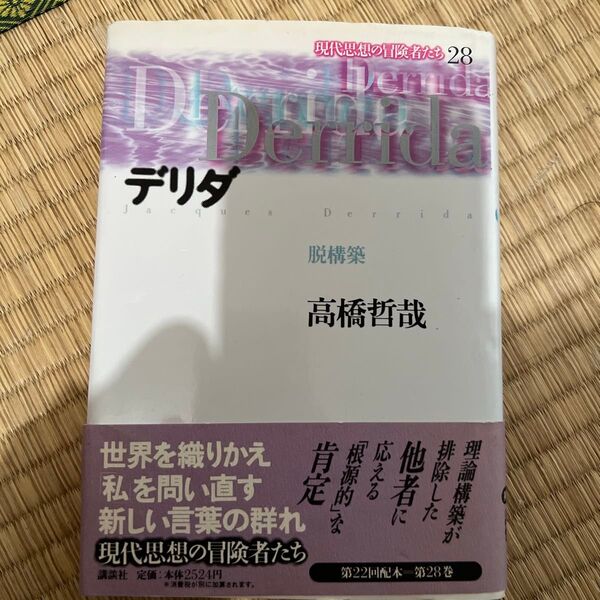 現代思想の冒険者たち 28
Derrida
Derrida
Derrida
デリダ
Jacques Derrida
脱構築
高橋哲哉
理論構築が
排除した
他者に
応える
「根源的」な
肯定
世界を織りかえ
私を問い直す
新しい言葉の群れ
現代思想の冒険者たち
講談社 定価：本体2524円
※消費税が別に加算されます。
第22回配本─第28巻